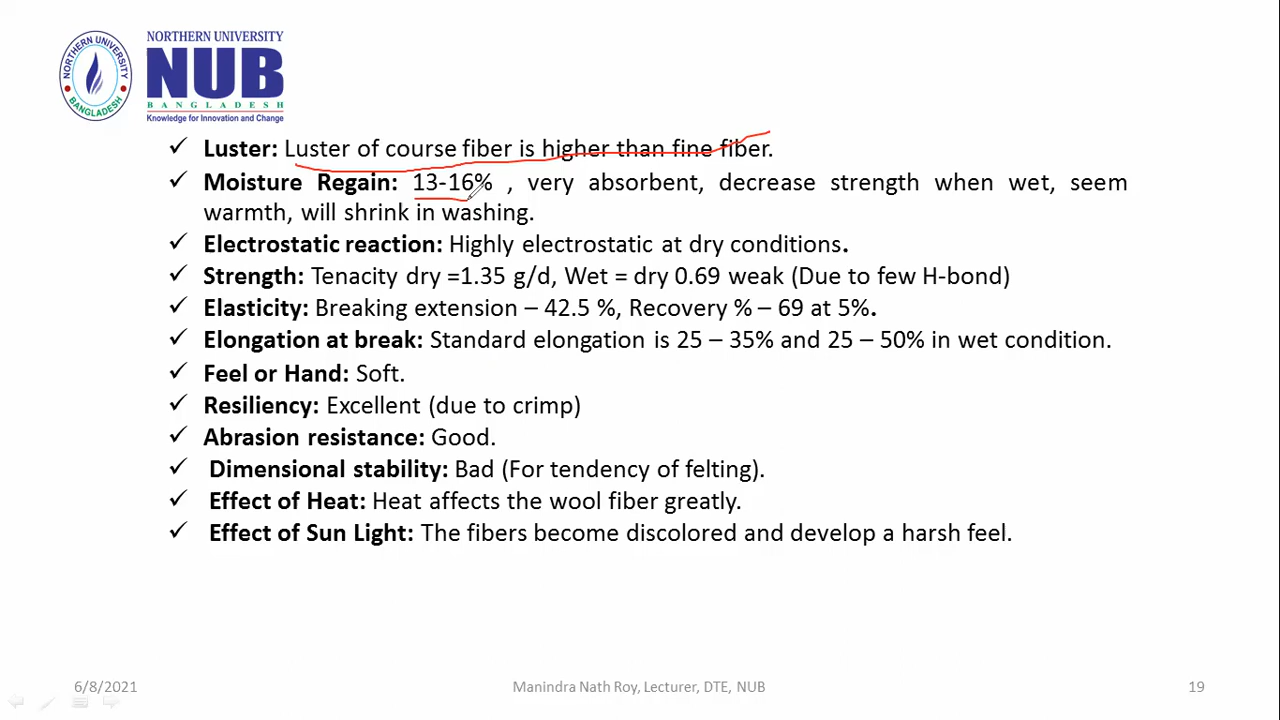 NORTHERN UNIVERSITY
BANGLADESH
NORTHERN UNIVERSITY
NUB
BANGLADESH
Knowledge for Innovation and Change
✓ Luster: Luster of course fiber is higher than fine fiber.
✓ Moisture Regain: 13-16% , very absorbent, decrease strength when wet, seem
warmth, will shrink in washing.
✓ Electrostatic reaction: Highly electrostatic at dry conditions.
✓ Strength: Tenacity dry =1.35 g/d, Wet = dry 0.69 weak (Due to few H-bond)
✓ Elasticity: Breaking extension – 42.5 %, Recovery % – 69 at 5%.
✓ Elongation at break: Standard elongation is 25 – 35% and 25 – 50% in wet condition.
✓ Feel or Hand: Soft.
✓ Resiliency: Excellent (due to crimp)
✓ Abrasion resistance: Good.
✓ Dimensional stability: Bad (For tendency of felting).
✓ Effect of Heat: Heat affects the wool fiber greatly.
✓ Effect of Sun Light: The fibers become discolored and develop a harsh feel.
6/8/2021
Manindra Nath Roy, Lecturer, DTE, NUB
19